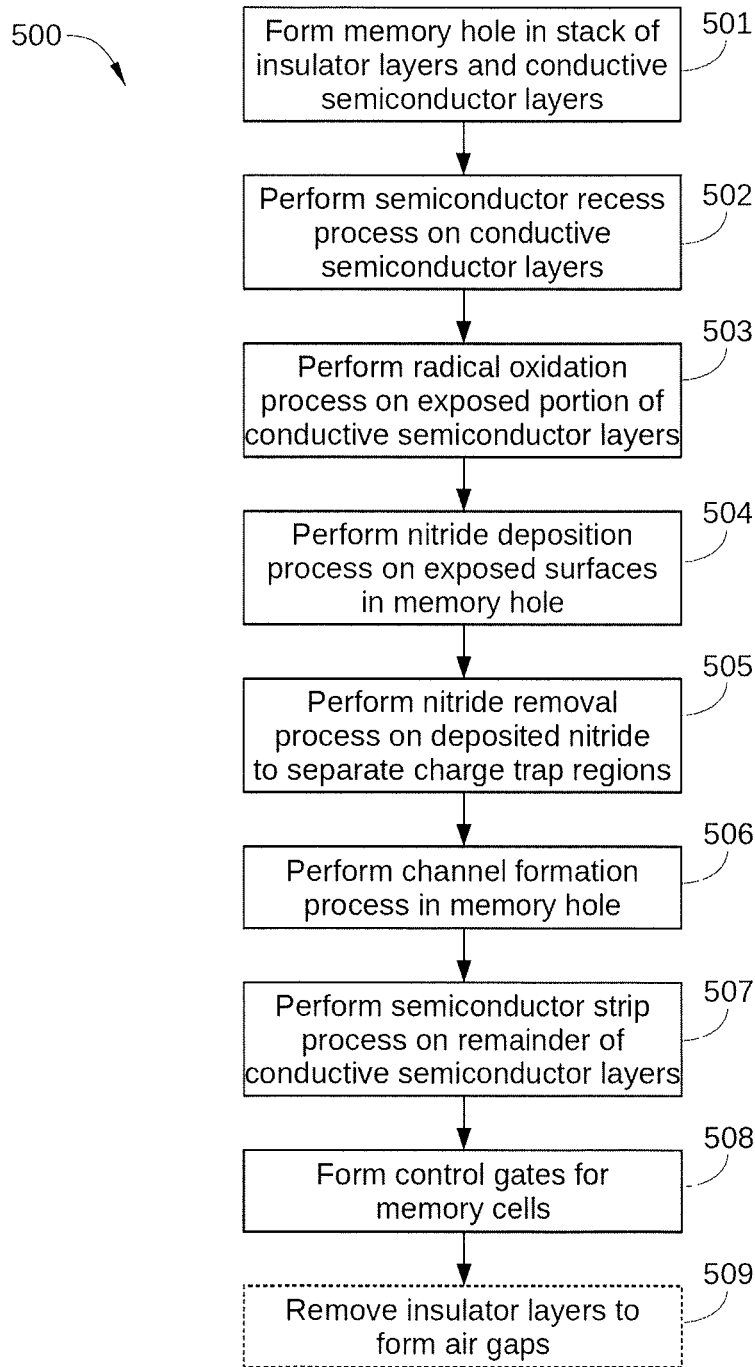 500
501
Form memory hole in stack of
insulator layers and conductive
semiconductor layers
502
Perform semiconductor recess
process on conductive
semiconductor layers
503
Perform radical oxidation
process on exposed portion of
conductive semiconductor layers
504
Perform nitride deposition
process on exposed surfaces
in memory hole
505
Perform nitride removal
process on deposited nitride
to separate charge trap regions
506
Perform channel formation
process in memory hole
507
Perform semiconductor strip
process on remainder of
conductive semiconductor layers
508
Form control gates for
memory cells
509
Remove insulator layers to
form air gaps